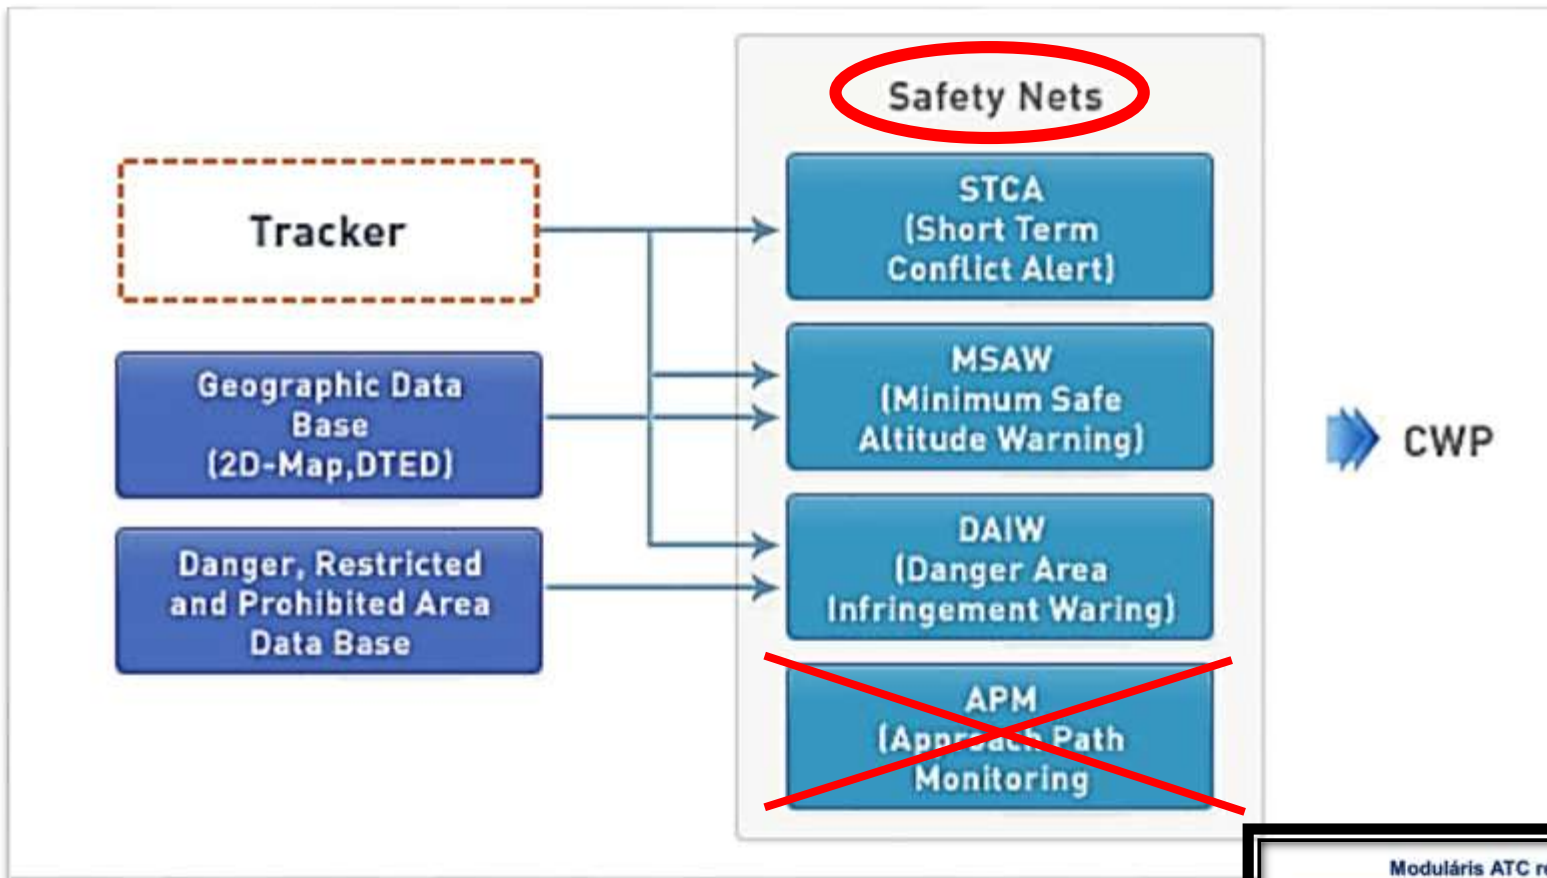 Safety Nets
Tracker
STCA
(Short Term
Conflict Alert)
Geographic Data
Base
(2D-Map,DTED)
MSAW
(Minimum Safe
Altitude Warning)
CWP
Danger, Restricted
and Prohibited Area
Data Base
DAIW
(Danger Area
Infringement Waring)
APM
(Approach Path
Monitoring
Moduláris ATC